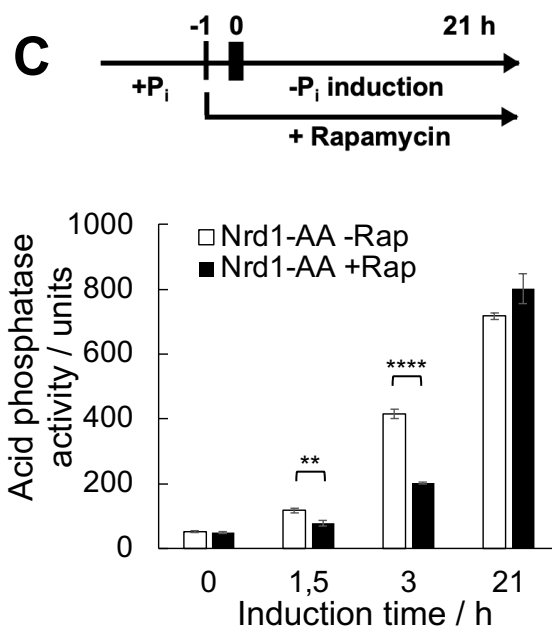 C
-1 0 21 h
+Pi -Pi induction
+ Rapamycin
1000
800
600
400
200
0
Acid phosphatase
activity / units
Nrd1-AA -Rap
Nrd1-AA +Rap
**
****
0 1,5 3 21
Induction time / h